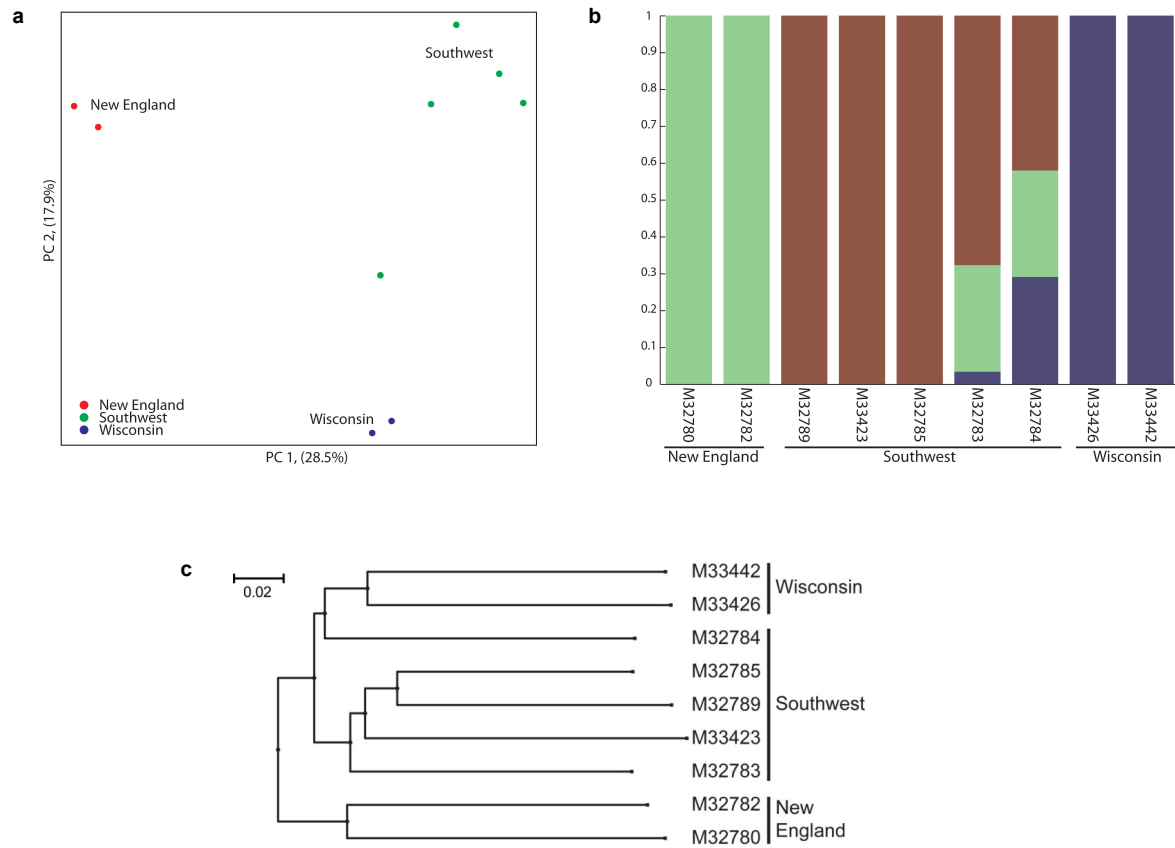 a
Southwest
New England
PC 2, (17.9%)
Wisconsin
New England
Southwest
Wisconsin
PC 1, (28.5%)
b
1
0.9
0.8
0.7
0.6
0.5
0.4
0.3
0.2
0.1
0
M32780
M32782
M32789
M33423
M32785
M32783
M32784
M33426
M33442
New England
Southwest
Wisconsin
c
0.02
M33442
M33426
Wisconsin
M32784
M32785
M32789
M33423
M32783
Southwest
M32782
M32780
New
England